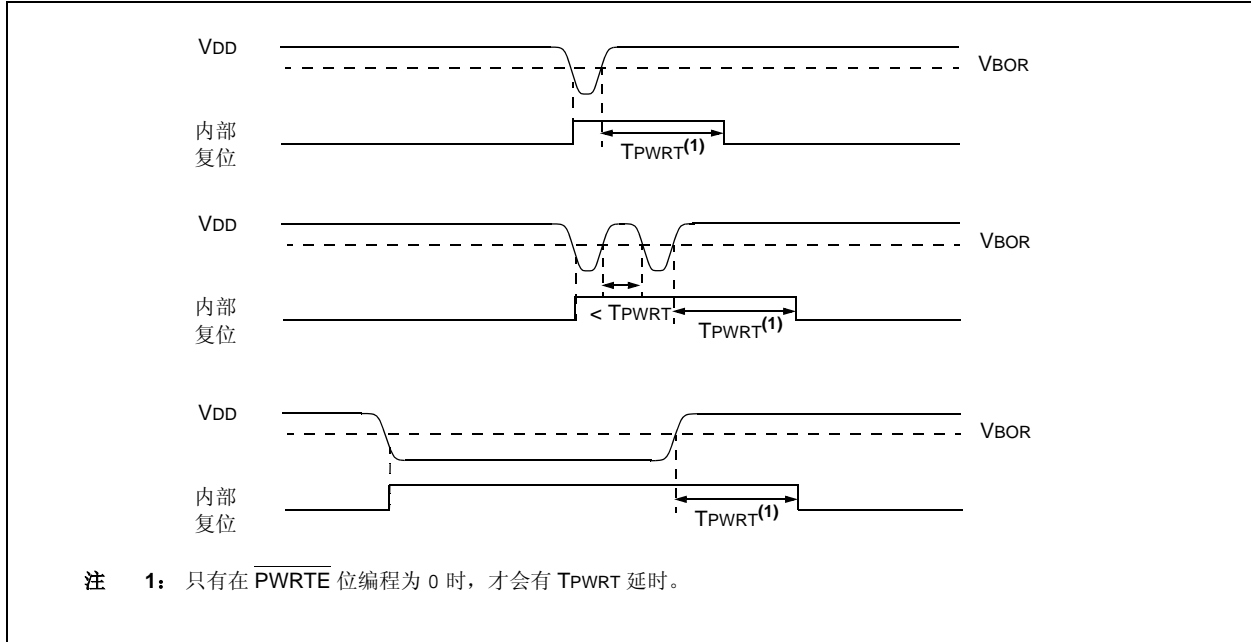 VDD
VBOR
内部
复位
TPWRT(1)
VDD
VBOR
内部
复位
< TPWRT
TPWRT(1)
VDD
VBOR
内部
复位
TPWRT(1)
注 1： 只有在 PWRTE 位编程为 0 时，才会有 TPWRT 延时。